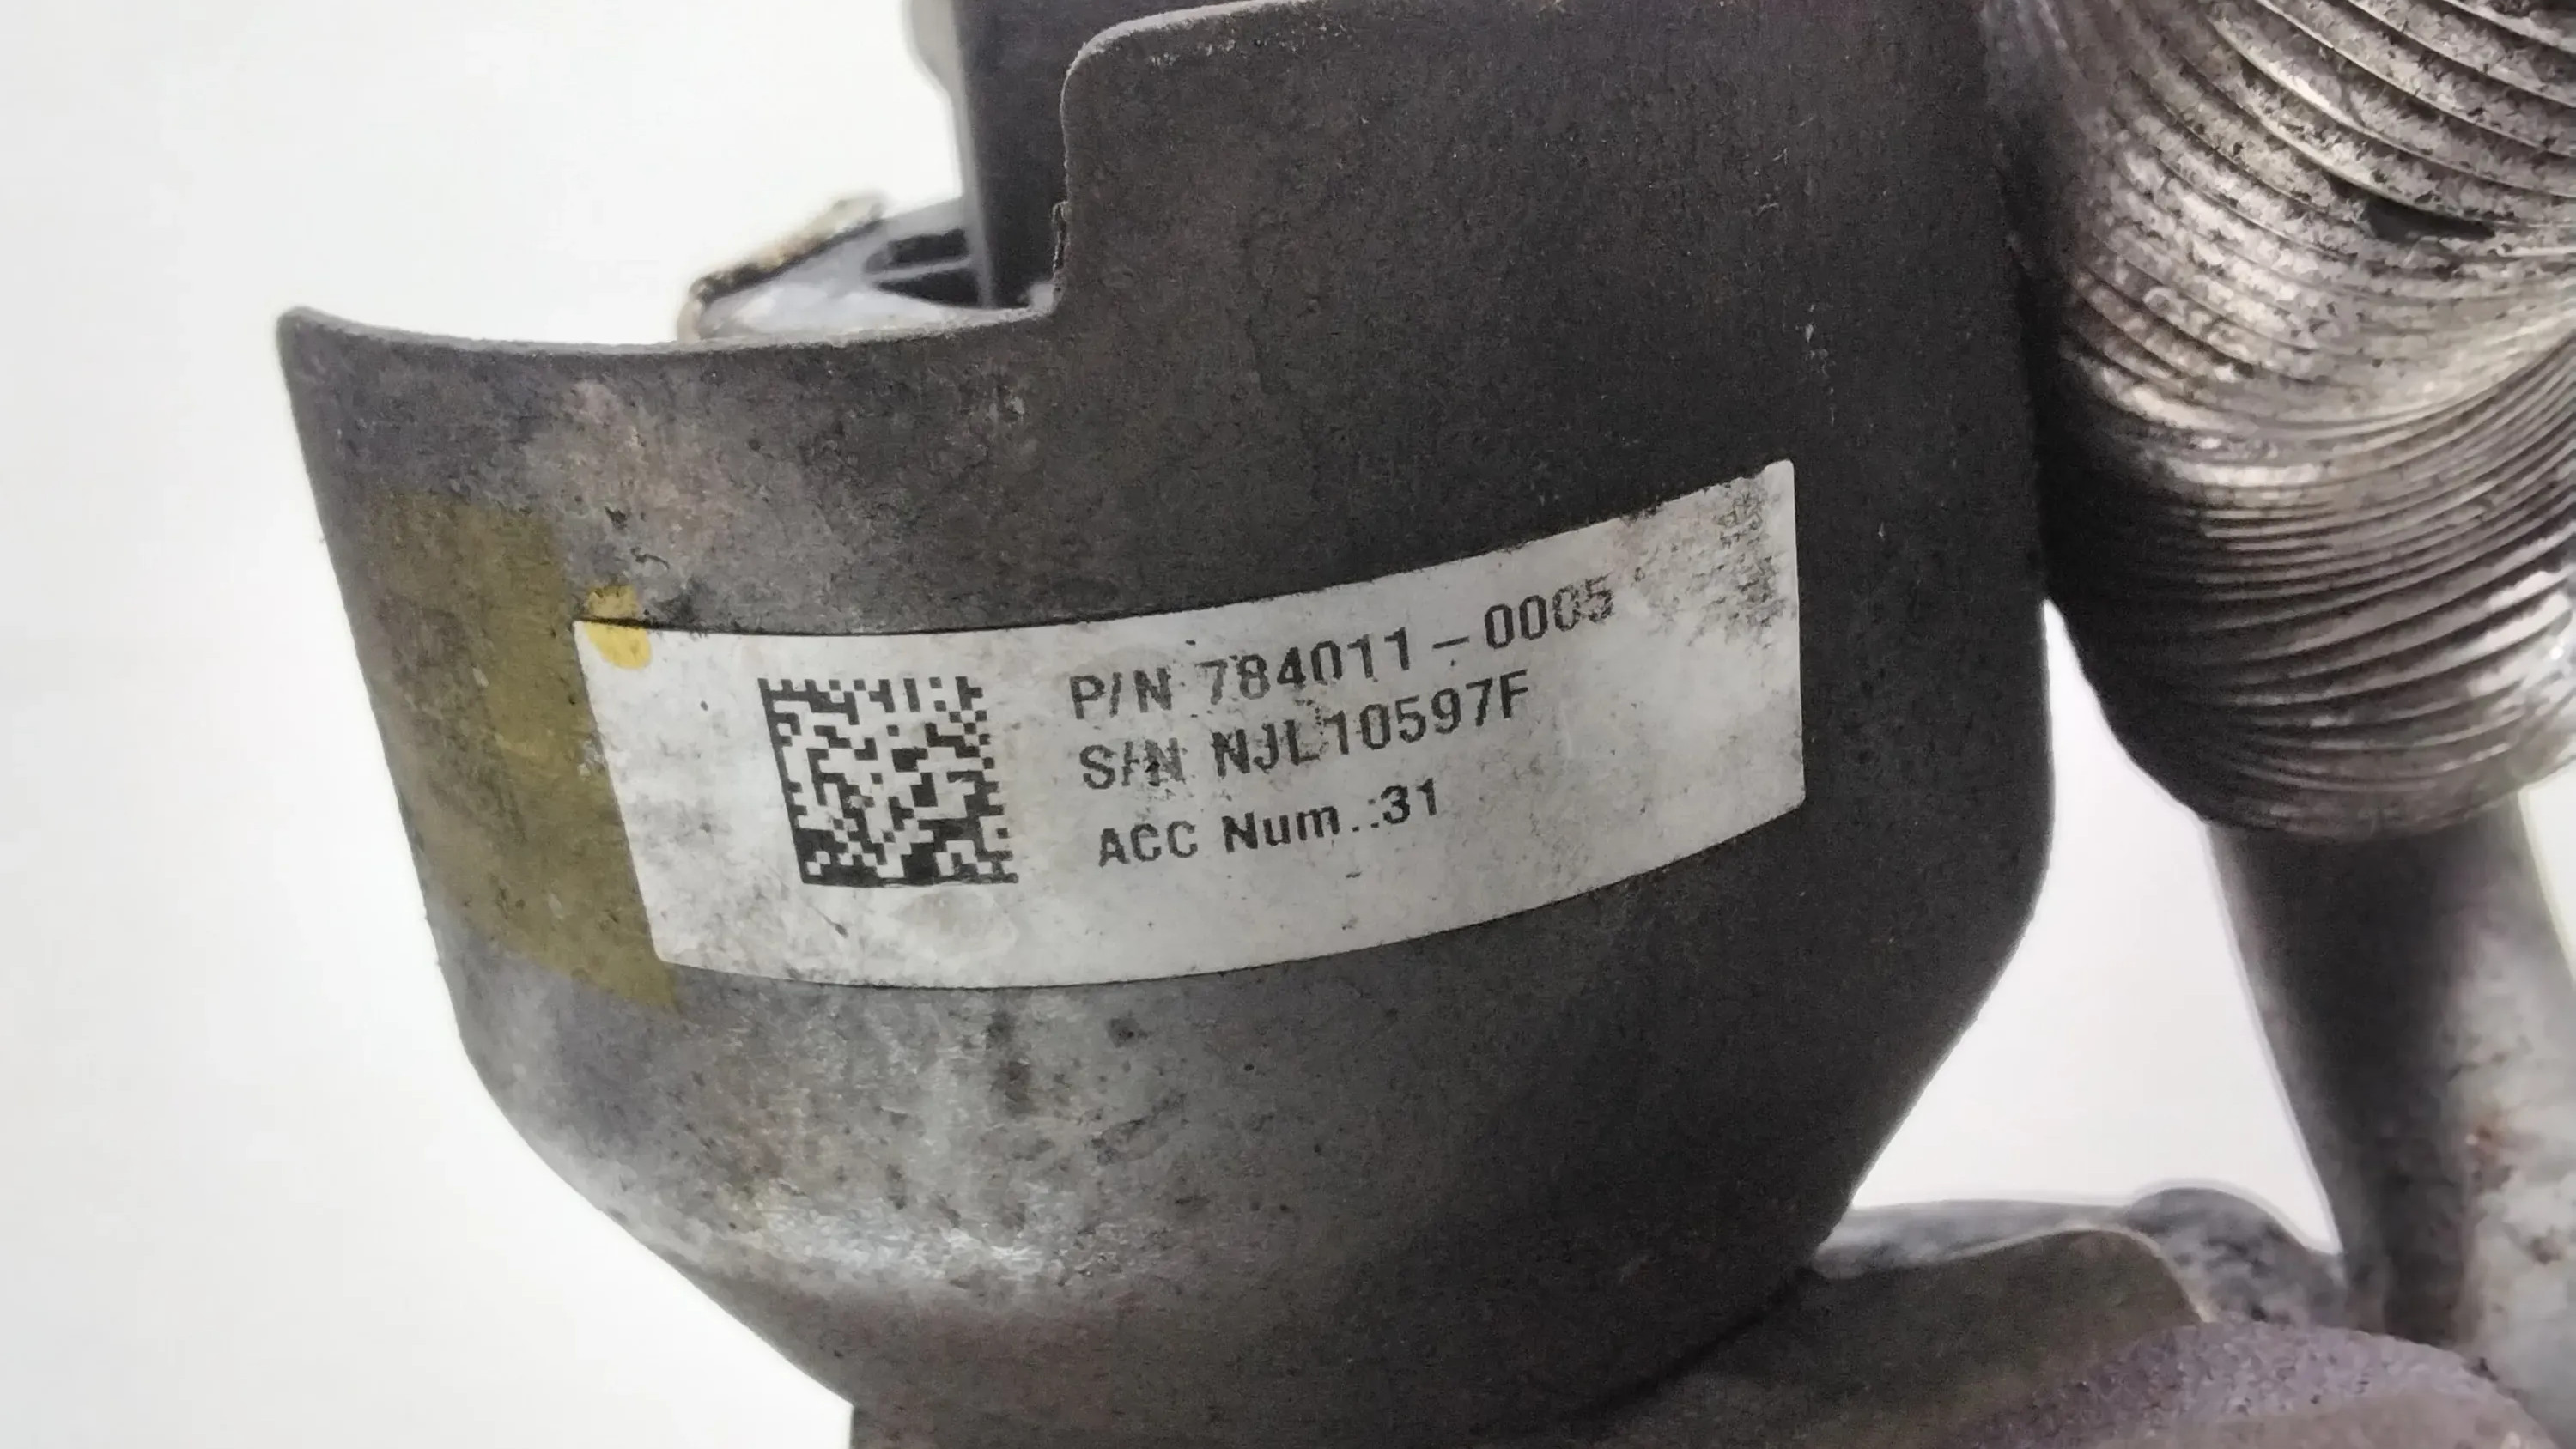 P/N 784011-0005
S/N NJL10597F
ACC Num.:31